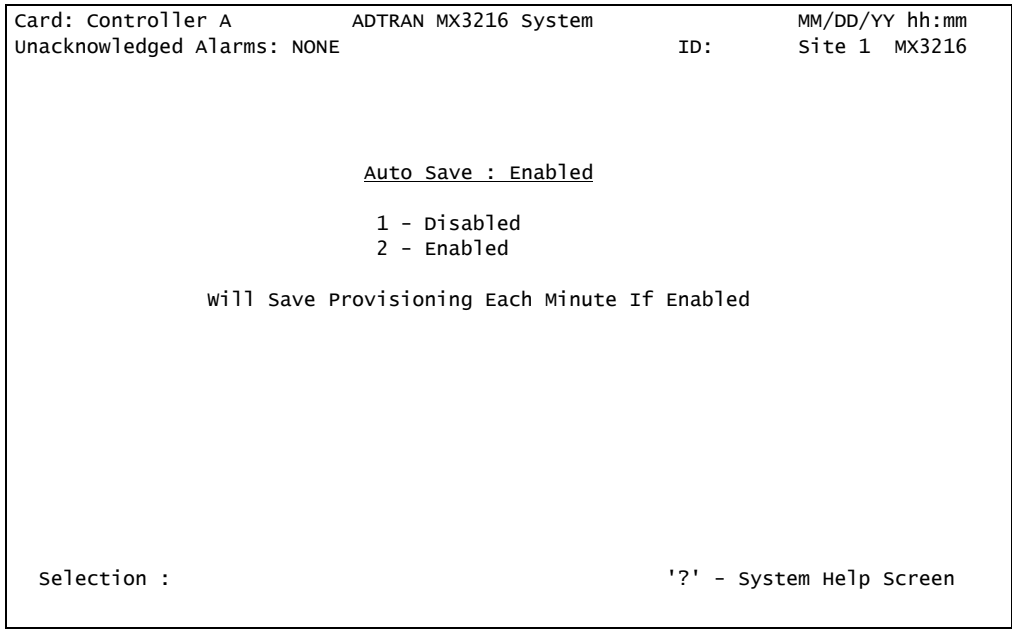 Card: Controller A ADTRAN MX3216 System MM/DD/YY hh:mm
Unacknowledged Alarms: NONE ID: Site 1 MX3216
Auto Save : Enabled
1 – Disabled
2 – Enabled
Will Save Provisioning Each Minute If Enabled
Selection : '?' – System Help Screen